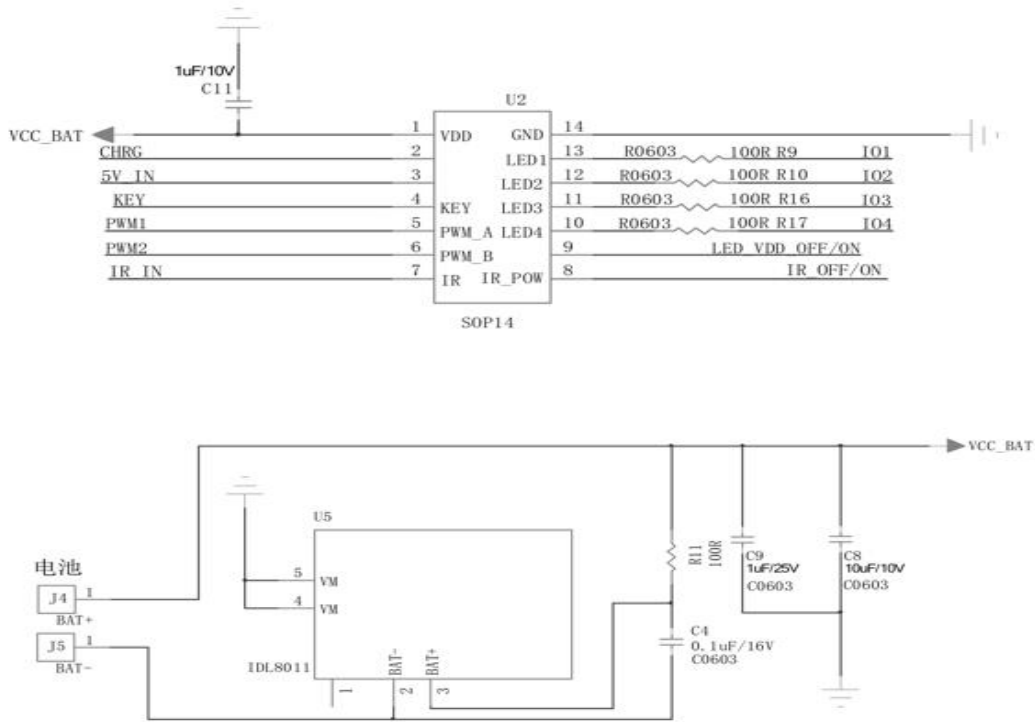 1uF/10V
C11
U2
VCC_BAT 1 VDD GND 14
CHRG 2 LED1 13 R0603 100R R9 IO1
5V_IN 3 LED2 12 R0603 100R R10 IO2
KEY 4 KEY LED3 11 R0603 100R R16 IO3
PWM1 5 PWM_A LED4 10 R0603 100R R17 IO4
PWM2 6 PWM_B 9 LED_VDD_OFF/ON
IR_IN 7 IR IR_POW 8 IR_OFF/ON
SOP14
VCC_BAT
U5
R11
100R
C9
1uF/25V
C0603
C8
10uF/10V
C0603
电池
J4 1
BAT+
J5 1
BAT-
5 VM
4 VM
IDL8011
BAT-
BAT+
1
2
3
C4
0.1uF/16V
C0603